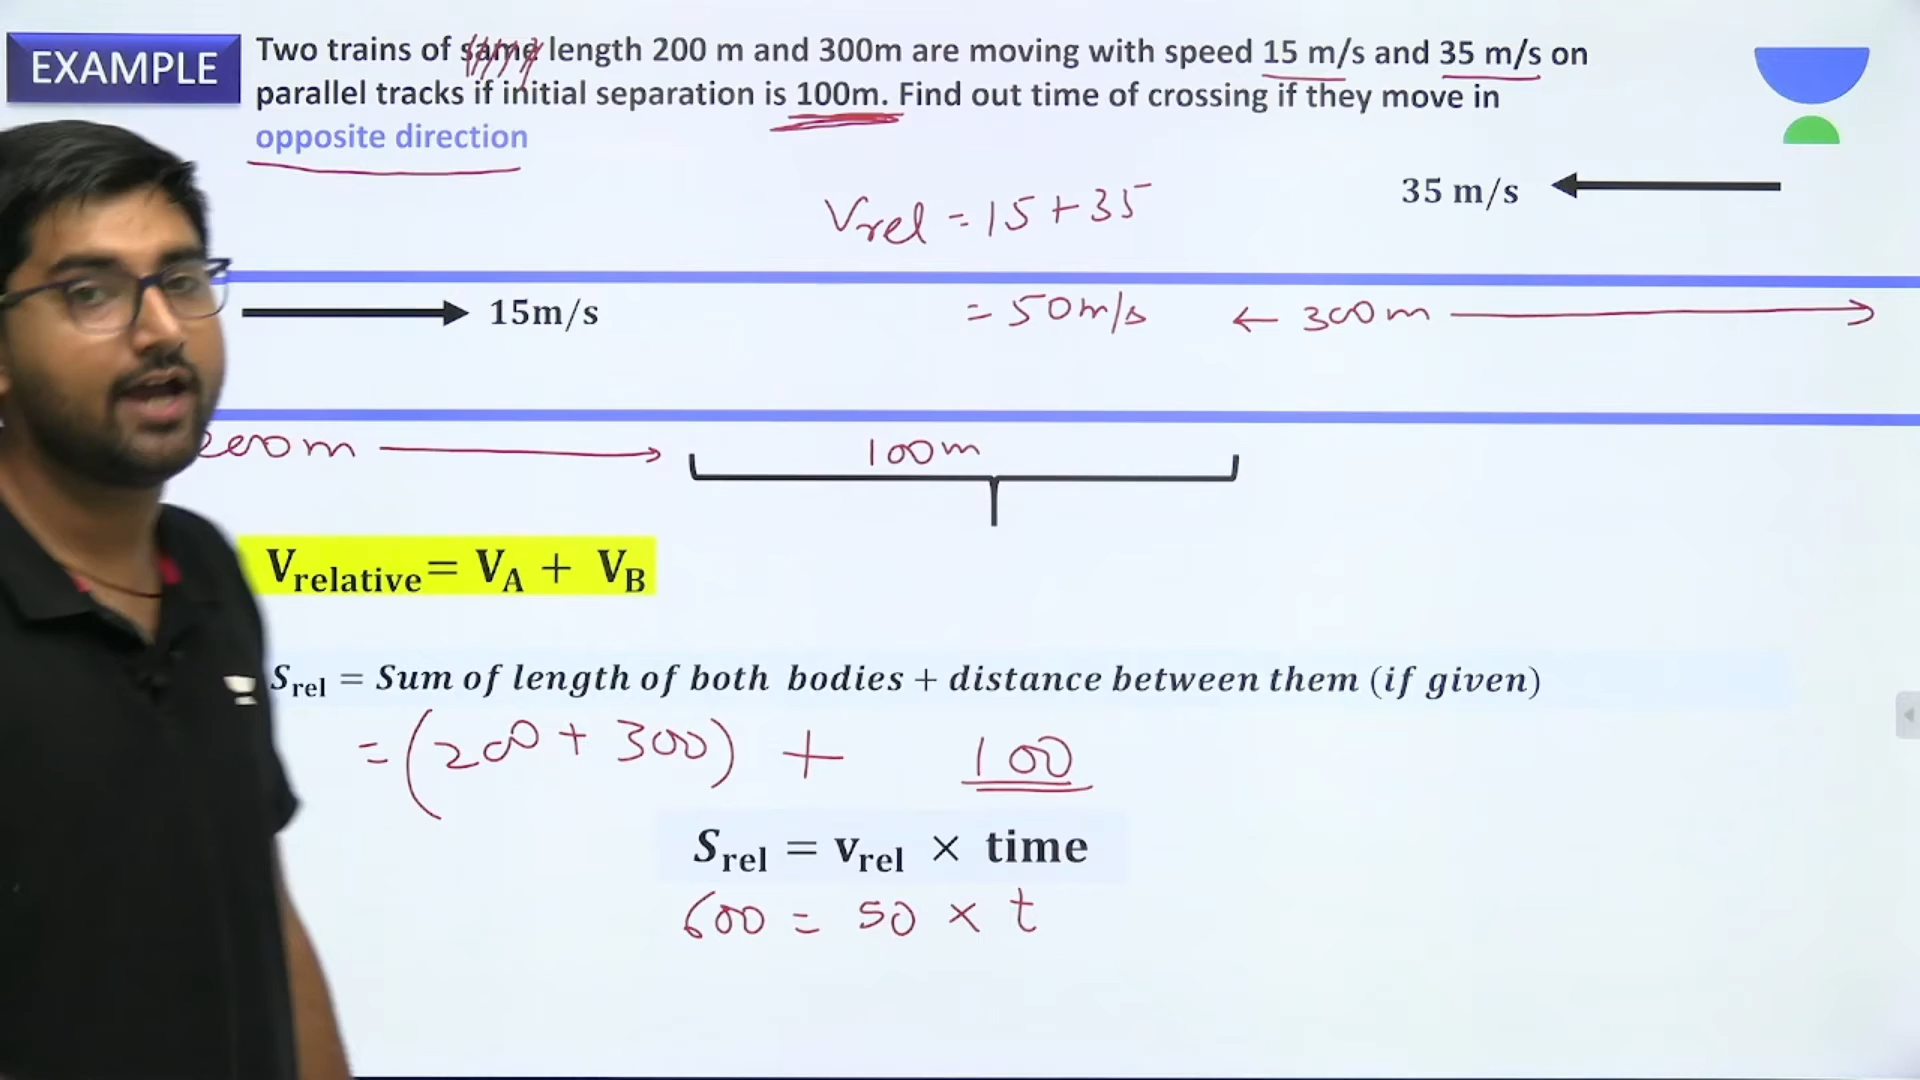 EXAMPLE
Two trains of same length 200 m and 300m are moving with speed 15 m/s and 35 m/s on
parallel tracks if initial separation is 100m. Find out time of crossing if they move in
opposite direction
35 m/s
Vrel = 15 + 35
15m/s
= 50m/s
← 300m →
200m →
100m
Vrelative = VA + VB
Srel = Sum of length of both bodies + distance between them (if given)
= (200 + 300) + 100
Srel = vrel × time
600 = 50 × t